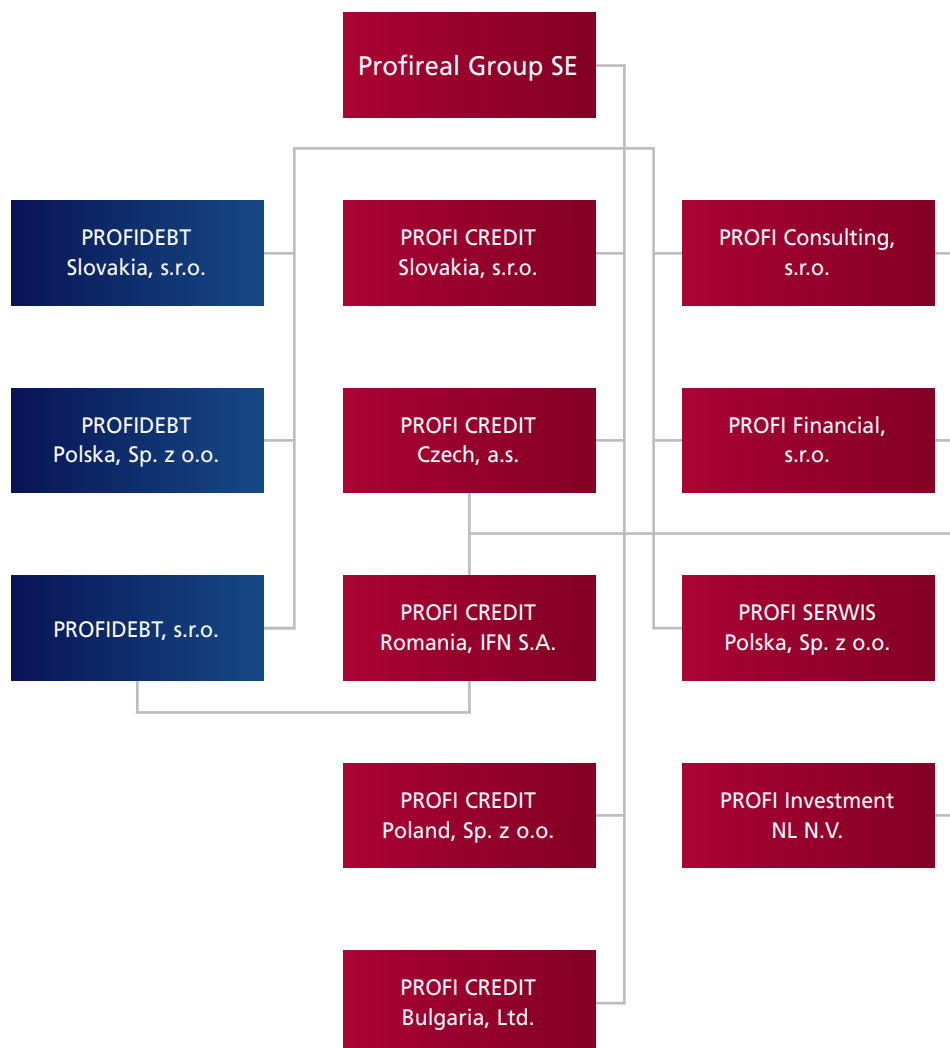 Profireal Group SE
PROFIDEBT
Slovakia, s.r.o.
PROFI CREDIT
Slovakia, s.r.o.
PROFI Consulting,
s.r.o.
PROFIDEBT
Polska, Sp. z o.o.
PROFI CREDIT
Czech, a.s.
PROFI Financial,
s.r.o.
PROFIDEBT, s.r.o.
PROFI CREDIT
Romania, IFN S.A.
PROFI SERWIS
Polska, Sp. z o.o.
PROFI CREDIT
Poland, Sp. z o.o.
PROFI Investment
NL N.V.
PROFI CREDIT
Bulgaria, Ltd.